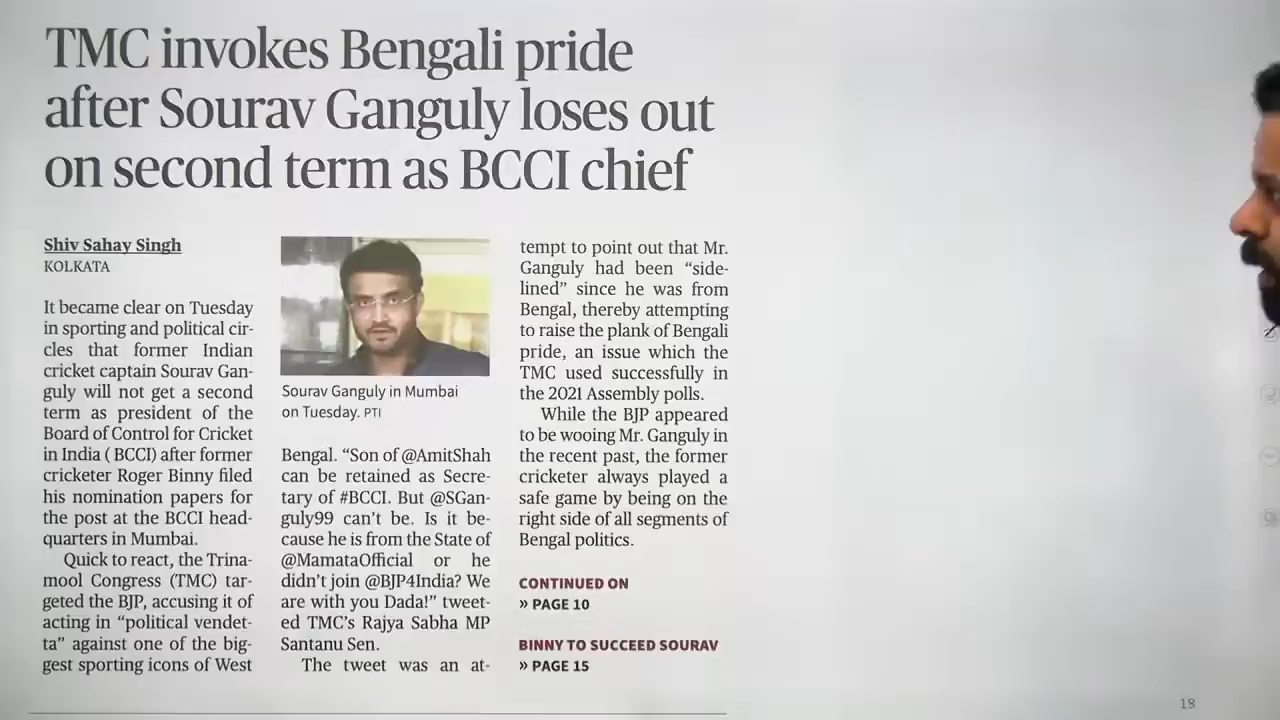 TMC invokes Bengali pride
after Sourav Ganguly loses out
on second term as BCCI chief
Shiv Sahay Singh
KOLKATA
It became clear on Tuesday
in sporting and political cir-
cles that former Indian
cricket captain Sourav Gan-
guly will not get a second
term as president of the
Board of Control for Cricket
in India ( BCCI) after former
cricketer Roger Binny filed
his nomination papers for
the post at the BCCI head-
quarters in Mumbai.
Quick to react, the Trina-
mool Congress (TMC) tar-
geted the BJP, accusing it of
acting in “political vendet-
ta” against one of the big-
gest sporting icons of West
Sourav Ganguly in Mumbai
on Tuesday. PTI
Bengal. “Son of @AmitShah
can be retained as Secre-
tary of #BCCI. But @SGan-
guly99 can’t be. Is it be-
cause he is from the State of
@MamataOfficial or he
didn’t join @BJP4India? We
are with you Dada!” tweet-
ed TMC’s Rajya Sabha MP
Santanu Sen.
The tweet was an at-
tempt to point out that Mr.
Ganguly had been “side-
lined” since he was from
Bengal, thereby attempting
to raise the plank of Bengali
pride, an issue which the
TMC used successfully in
the 2021 Assembly polls.
While the BJP appeared
to be wooing Mr. Ganguly in
the recent past, the former
cricketer always played a
safe game by being on the
right side of all segments of
Bengal politics.
CONTINUED ON
» PAGE 10
BINNY TO SUCCEED SOURAV
» PAGE 15
19